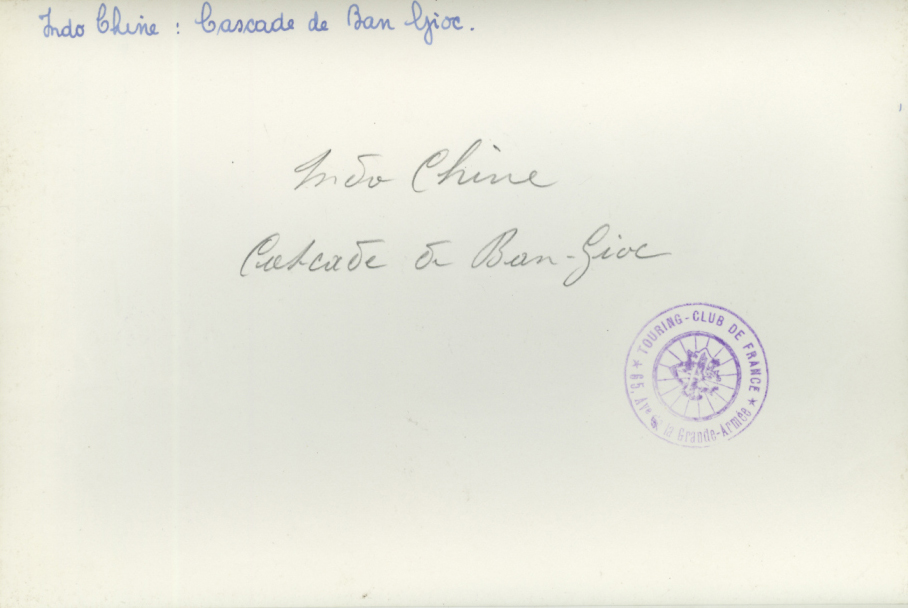 Indo Chine : Cascade de Ban Gioc.
Indo Chine
Cascade de Ban-Gioc
★ TOURING-CLUB DE FRANCE ★
65, Ave de la Grande-Armée